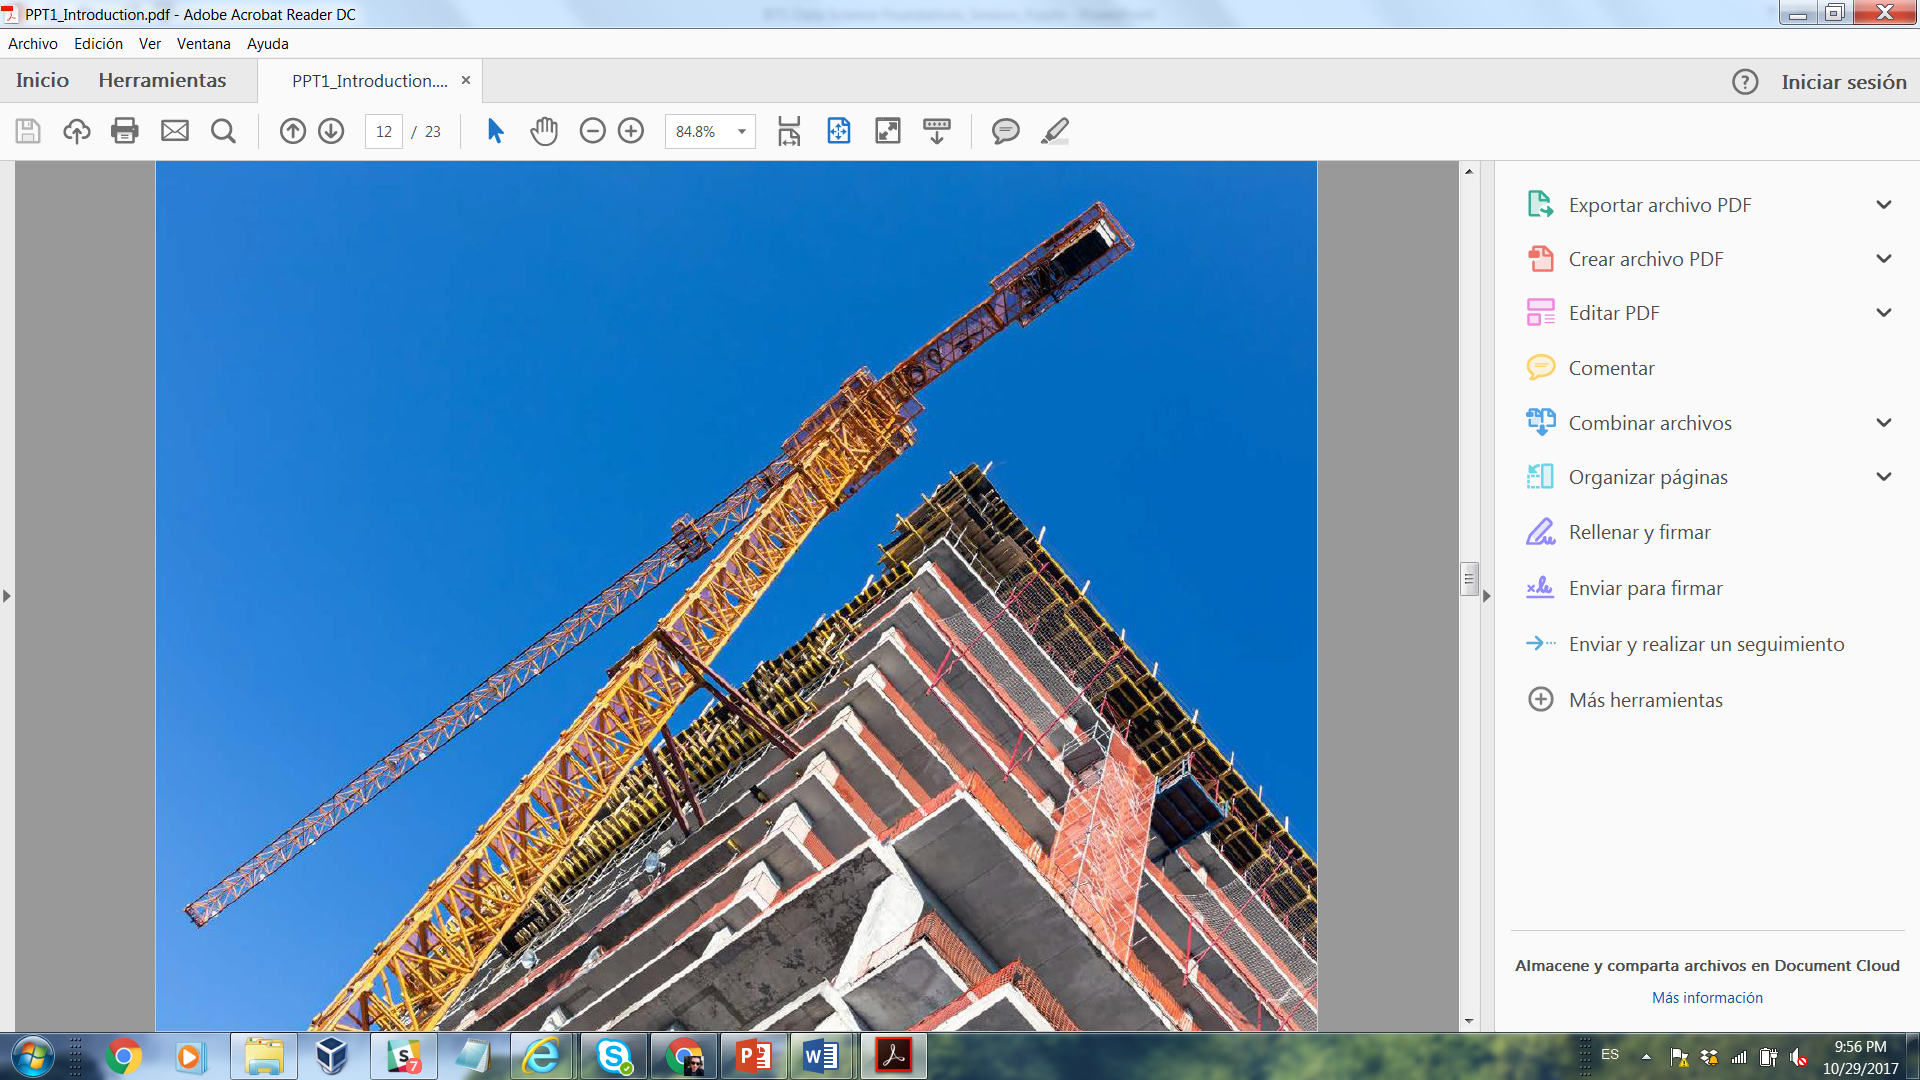 PPT1_Introduction.pdf - Adobe Acrobat Reader DC
Archivo Edición Ver Ventana Ayuda
Inicio Herramientas PPT1_Introduction.... × ? Iniciar sesión
12 / 23 84.8%
Exportar archivo PDF
Crear archivo PDF
Editar PDF
Comentar
Combinar archivos
Organizar páginas
Rellenar y firmar
Enviar para firmar
Enviar y realizar un seguimiento
Más herramientas
Almacene y comparta archivos en Document Cloud
Más información
7
ES
9:56 PM
10/29/2017